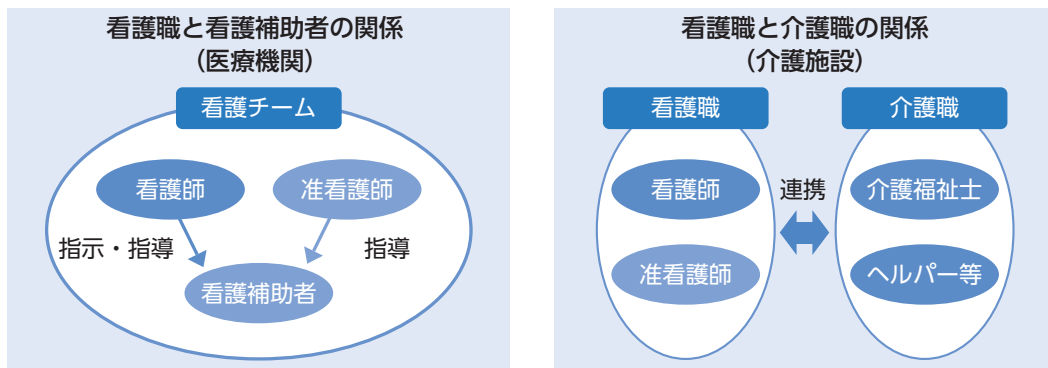 看護職と看護補助者の関係
（医療機関）
看護チーム
看護師
准看護師
指示・指導
指導
看護補助者
看護職と介護職の関係
（介護施設）
看護職
介護職
看護師
連携
介護福祉士
准看護師
ヘルパー等